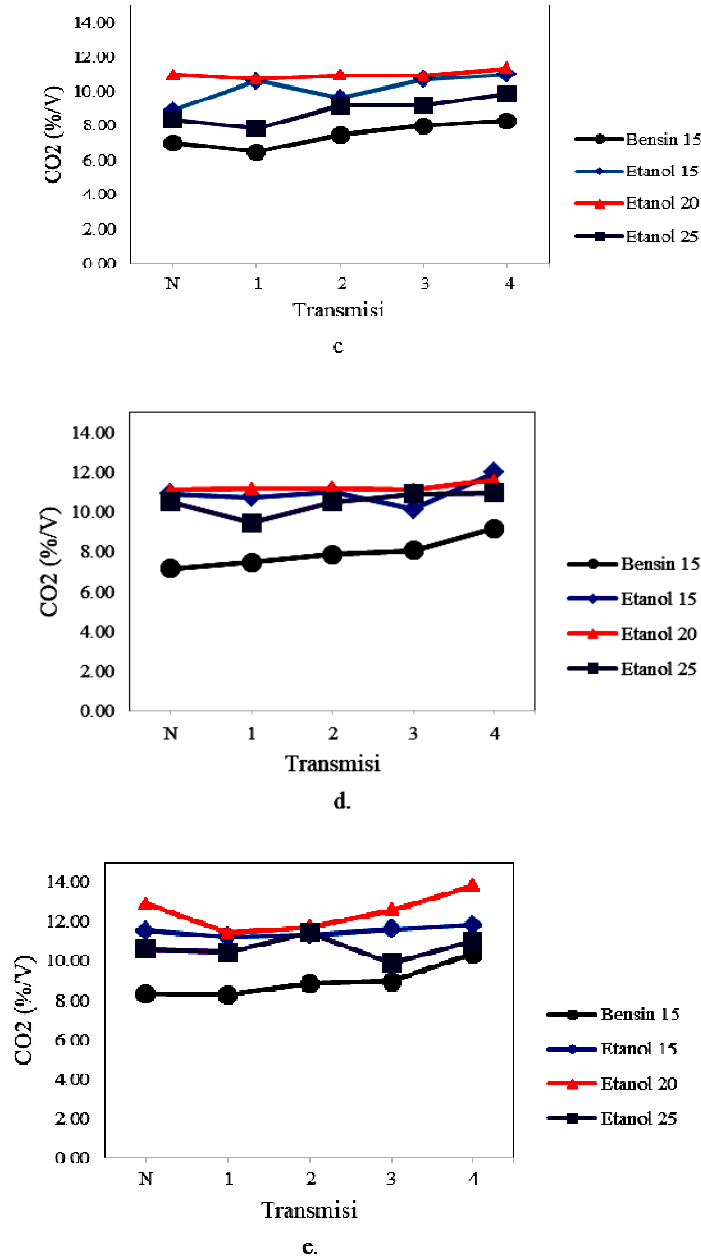 14.00
12.00
10.00
8.00
6.00
4.00
2.00
0.00
CO2 (%/V)
N 1 2 3 4
Transmisi
Bensin 15
Etanol 15
Etanol 20
Etanol 25
c
14.00
12.00
10.00
8.00
6.00
4.00
2.00
0.00
CO2 (%/V)
N 1 2 3 4
Transmisi
Bensin 15
Etanol 15
Etanol 20
Etanol 25
d.
14.00
12.00
10.00
8.00
6.00
4.00
2.00
0.00
CO2 (%/V)
N 1 2 3 4
Transmisi
Bensin 15
Etanol 15
Etanol 20
Etanol 25
e.